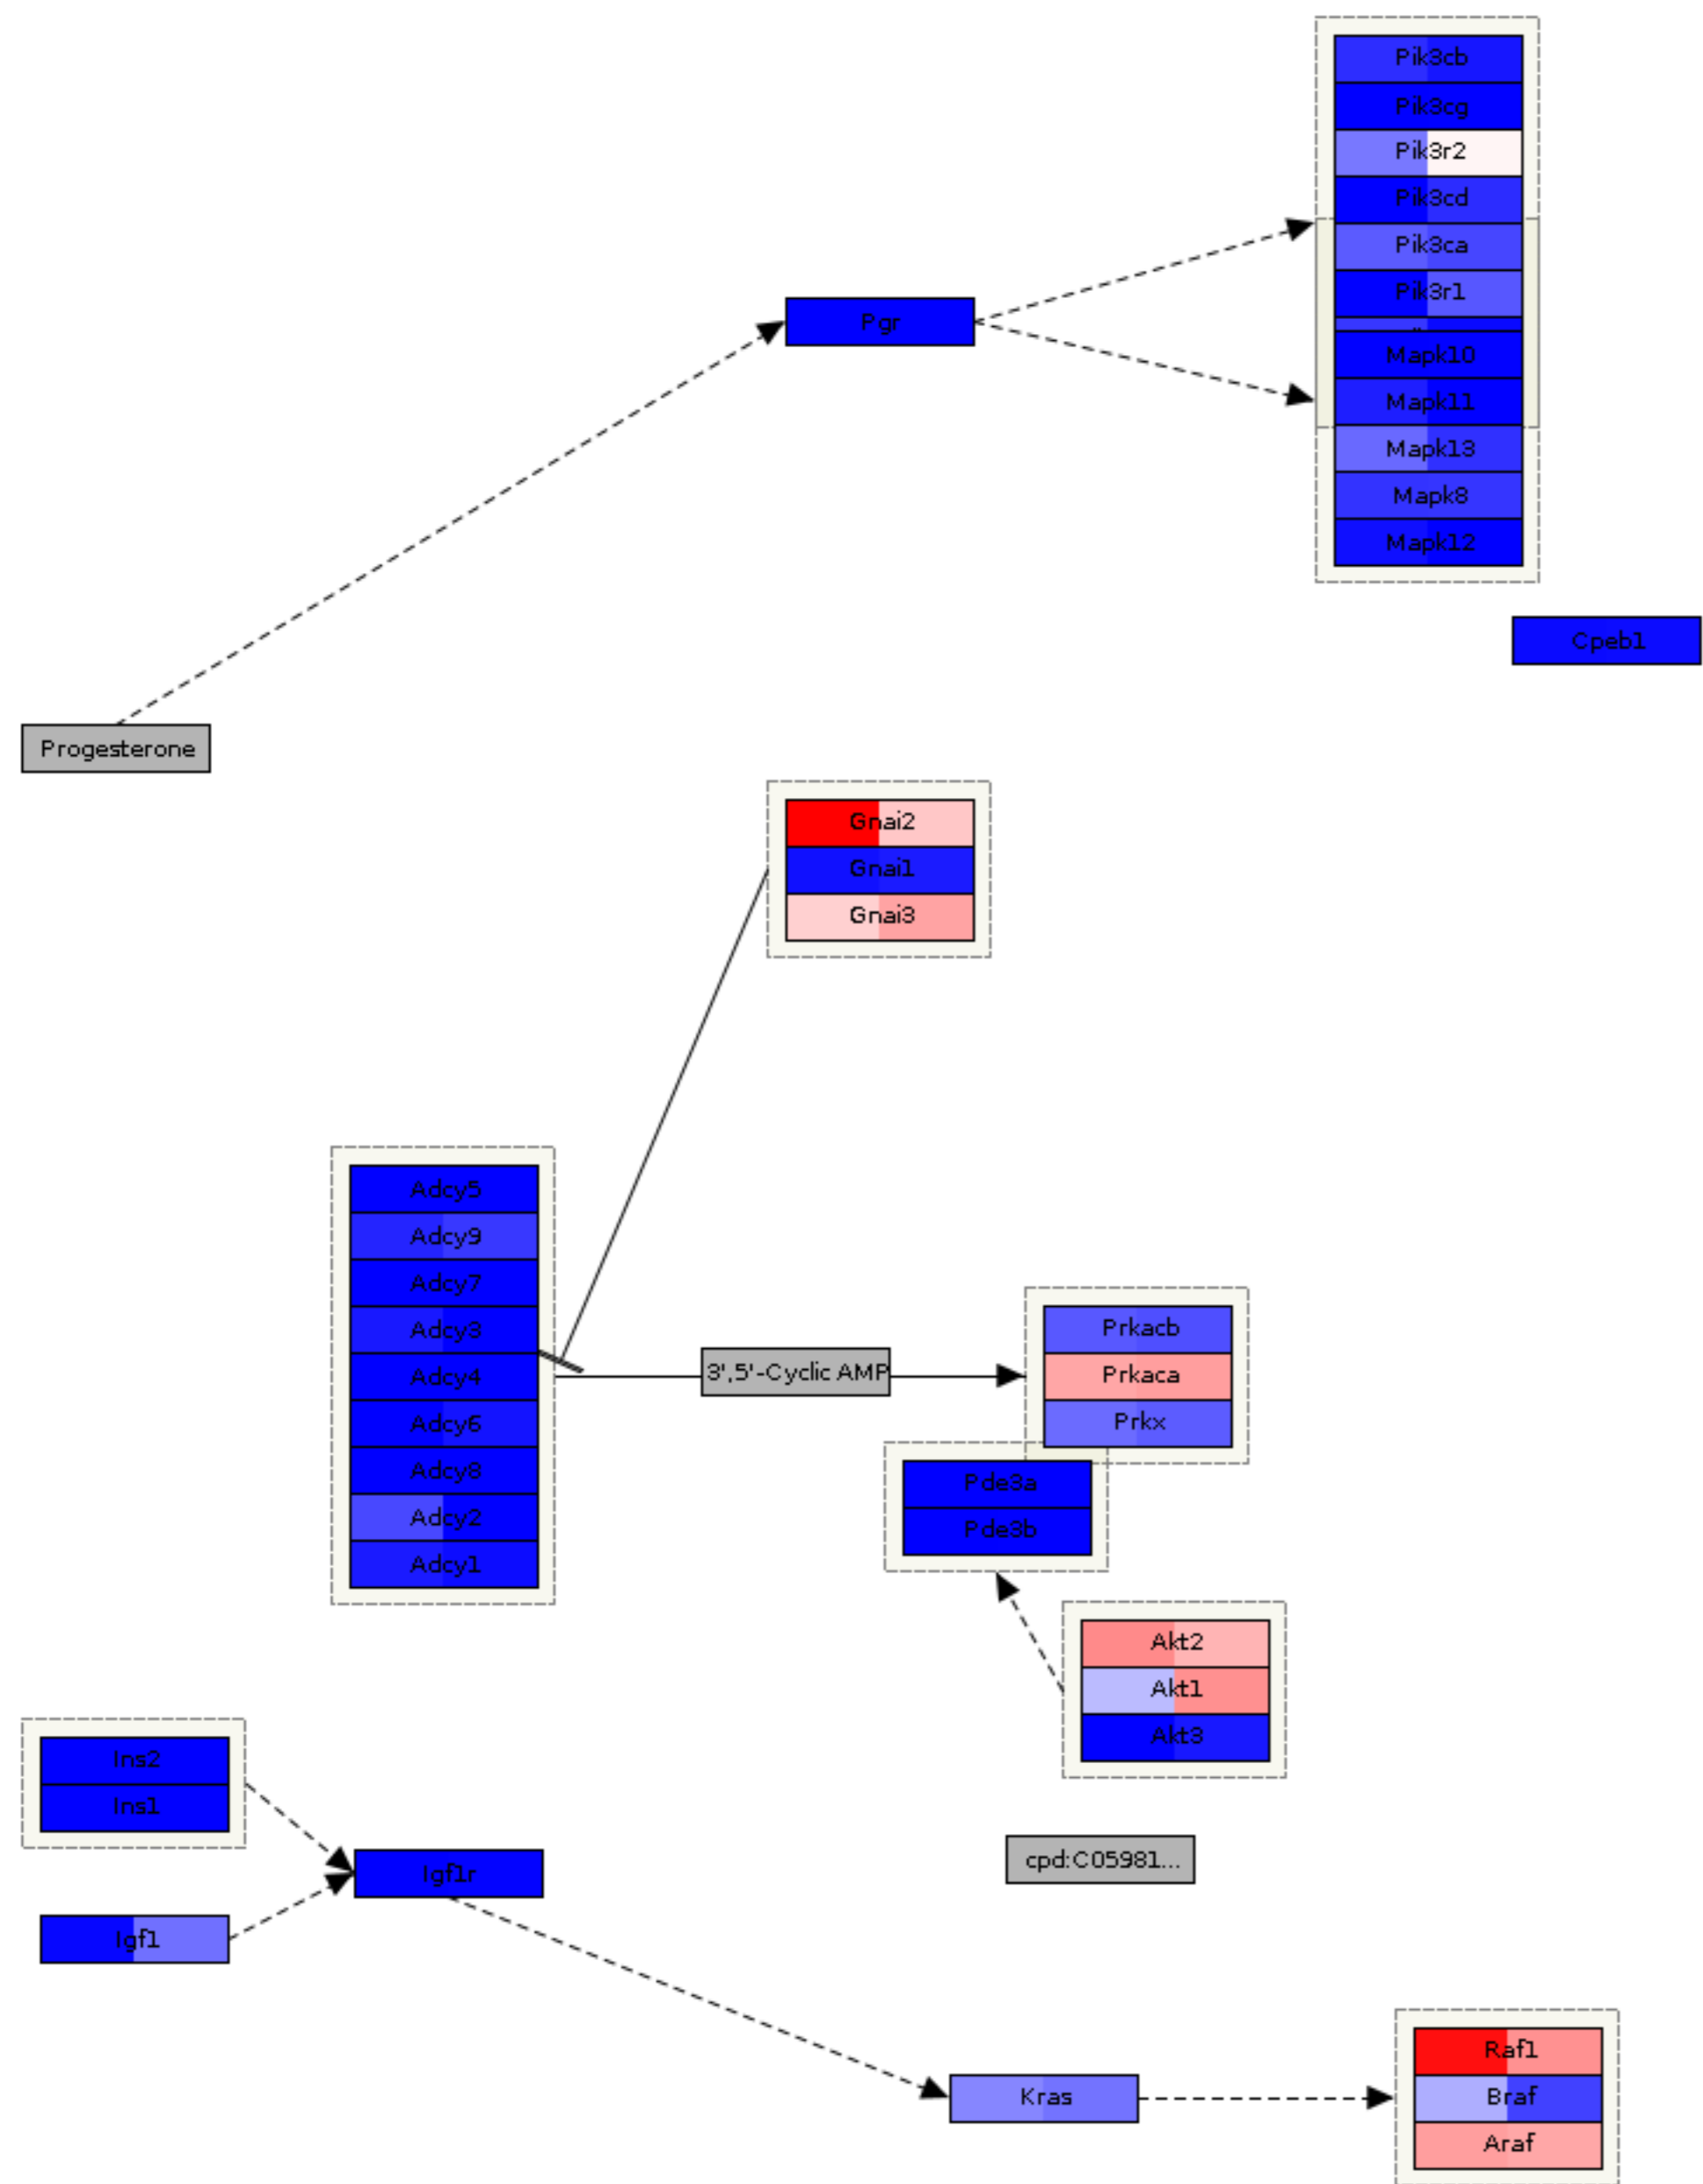 Pik3cb
Pik3cg
Pik3r2
Pik3cd
Pik3ca
Pik3r1
Mapk10
Mapk11
Mapk13
Mapk8
Mapk12
Pgr
Cpeb1
Progesterone
Gnai2
Gnai1
Gnai3
Adcy5
Adcy9
Adcy7
Adcy3
Adcy4
Adcy6
Adcy8
Adcy2
Adcy1
3',5'-Cyclic AMP
Prkacb
Prkaca
Prkx
Pde3a
Pde3b
Akt2
Akt1
Akt3
Ins2
Ins1
Igf1r
Igf1
cpd:C05981...
Kras
Raf1
Braf
Araf